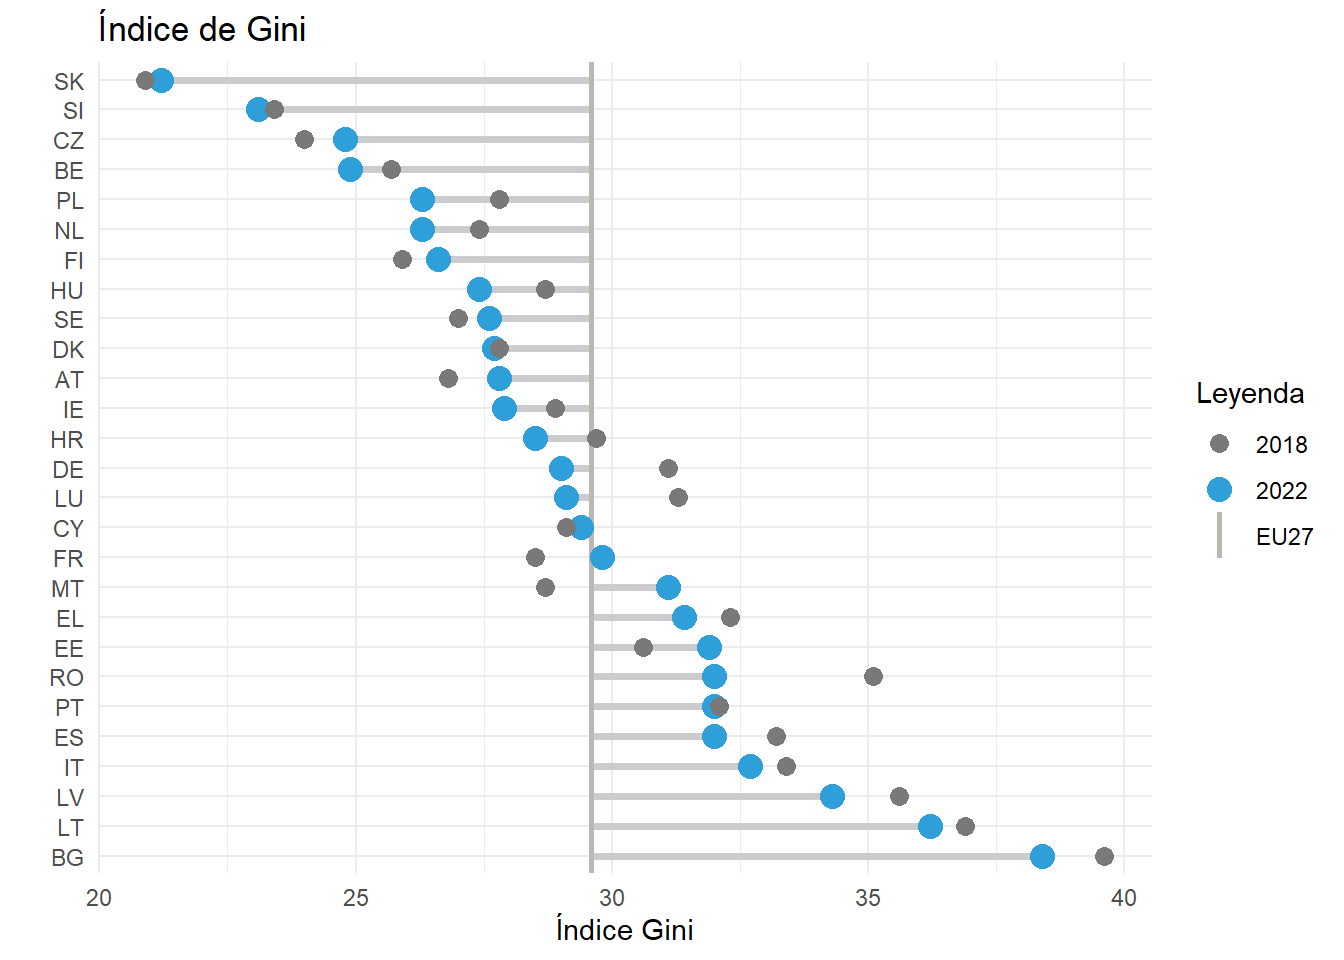 Índice de Gini
SK
SI
CZ
BE
PL
NL
FI
HU
SE
DK
AT
IE
HR
DE
LU
CY
FR
MT
EL
EE
RO
PT
ES
IT
LV
LT
BG
20 25 30 35 40
Índice Gini
Leyenda
2018
2022
EU27